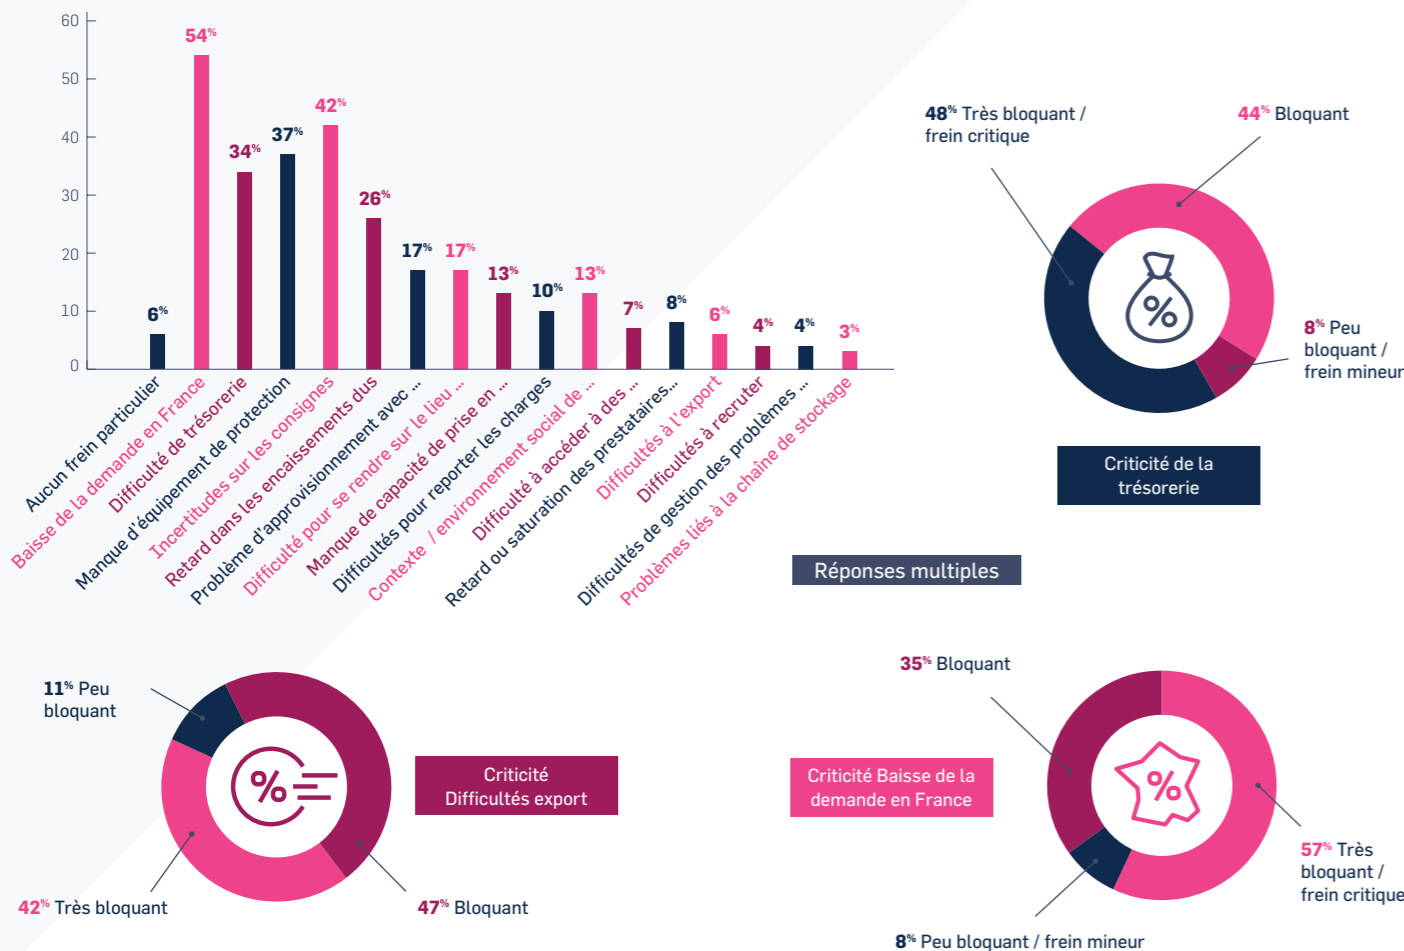 60
50
40
30
20
10
0
6%
54%
34%
37%
42%
26%
17%
17%
13%
10%
13%
7%
8%
6%
4%
4%
3%
Aucun frein particulier
Baisse de la demande en France
Difficulté de trésorerie
Manque d'équipement de protection
Incertitudes sur les consignes
Retard dans les encaissements dus
Problème d'approvisionnement avec ...
Difficulté pour se rendre sur le lieu ...
Manque de capacité de prise en ...
Difficultés pour reporter les charges
Contexte / environnement social de ...
Difficulté à accéder à des ...
Retard ou saturation des prestataires...
Difficultés à l'export
Difficultés à recruter
Difficultés de gestion des problèmes ...
Problèmes liés à la chaîne de stockage
48% Très bloquant /
frein critique
44% Bloquant
8% Peu
bloquant /
frein mineur
%
Criticité de la
trésorerie
Réponses multiples
11% Peu
bloquant
%
42% Très bloquant
47% Bloquant
Criticité
Difficultés export
35% Bloquant
Criticité Baisse de la
demande en France
%
57% Très
bloquant /
frein critique
8% Peu bloquant / frein mineur